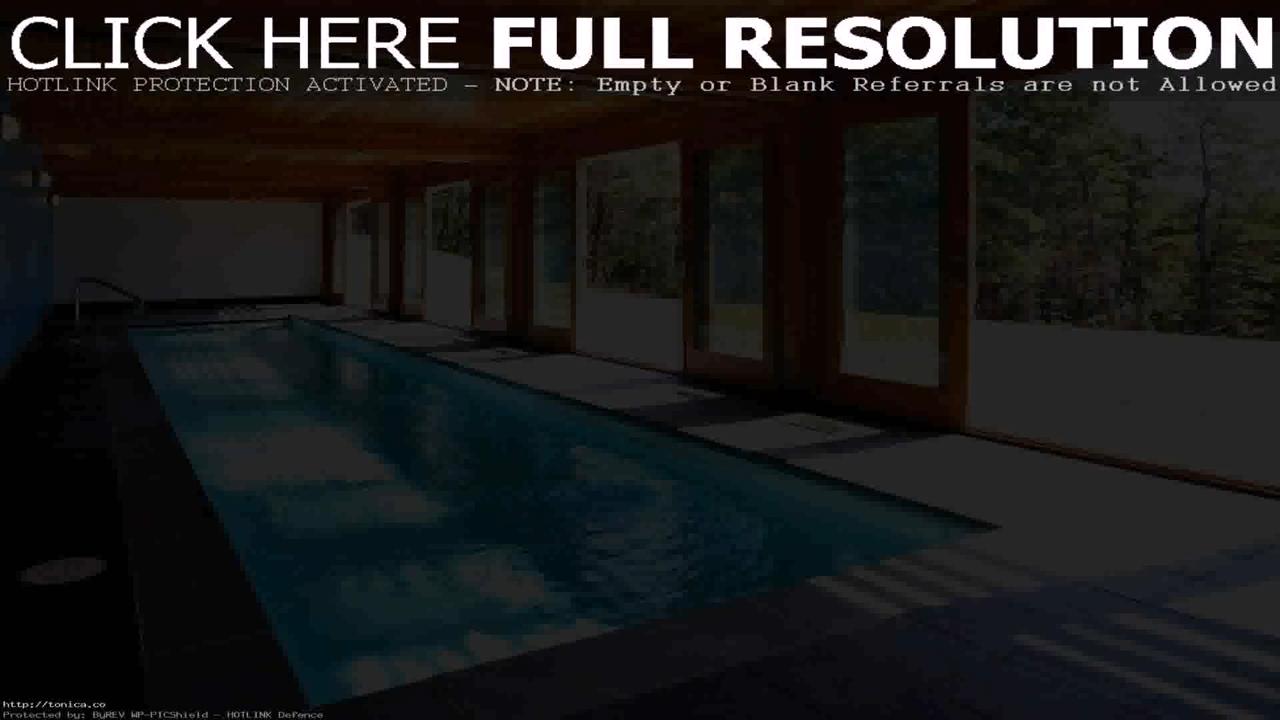 CLICK HERE FULL RESOLUTION
HOTLINK PROTECTION ACTIVATED – NOTE: Empty or Blank Referrals are not Allowed
http://tonica.co
Protected by: ByREV WP-PICShield – HOTLINK Defence